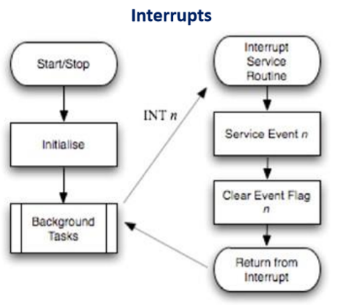 Interrupts
Start/Stop
Initialise
Background
Tasks
INT n
Interrupt
Service
Routine
Service Event n
Clear Event Flag
n
Return from
Interrupt